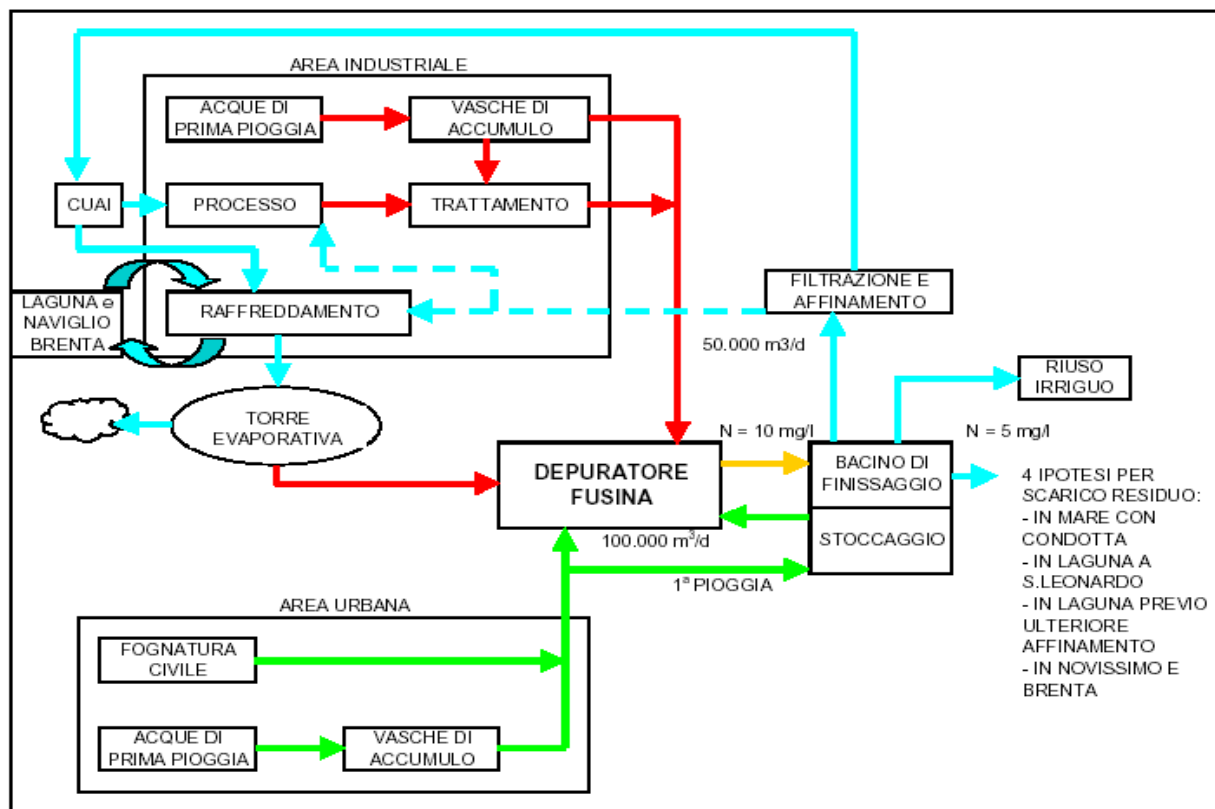 AREA INDUSTRIALE
ACQUE DI
PRIMA PIOGGIA
VASCHE DI
ACCUMULO
CUAI
PROCESSO
TRATTAMENTO
LAGUNA e
NAVIGLIO
BRENTA
RAFFREDDAMENTO
FILTRAZIONE E
AFFINAMENTO
50.000 m3/d
RIUSO
IRRIGUO
TORRE
EVAPORATIVA
N = 10 mg/l
N = 5 mg/l
DEPURATORE
FUSINA
BACINO DI
FINISSAGGIO
STOCCAGGIO
100.000 m³/d
1ª PIOGGIA
4 IPOTESI PER
SCARICO RESIDUO:
- IN MARE CON
CONDOTTA
- IN LAGUNA A
S.LEONARDO
- IN LAGUNA PREVIO
ULTERIORE
AFFINAMENTO
- IN NOVISSIMO E
BRENTA
AREA URBANA
FOGNATURA
CIVILE
ACQUE DI
PRIMA PIOGGIA
VASCHE DI
ACCUMULO